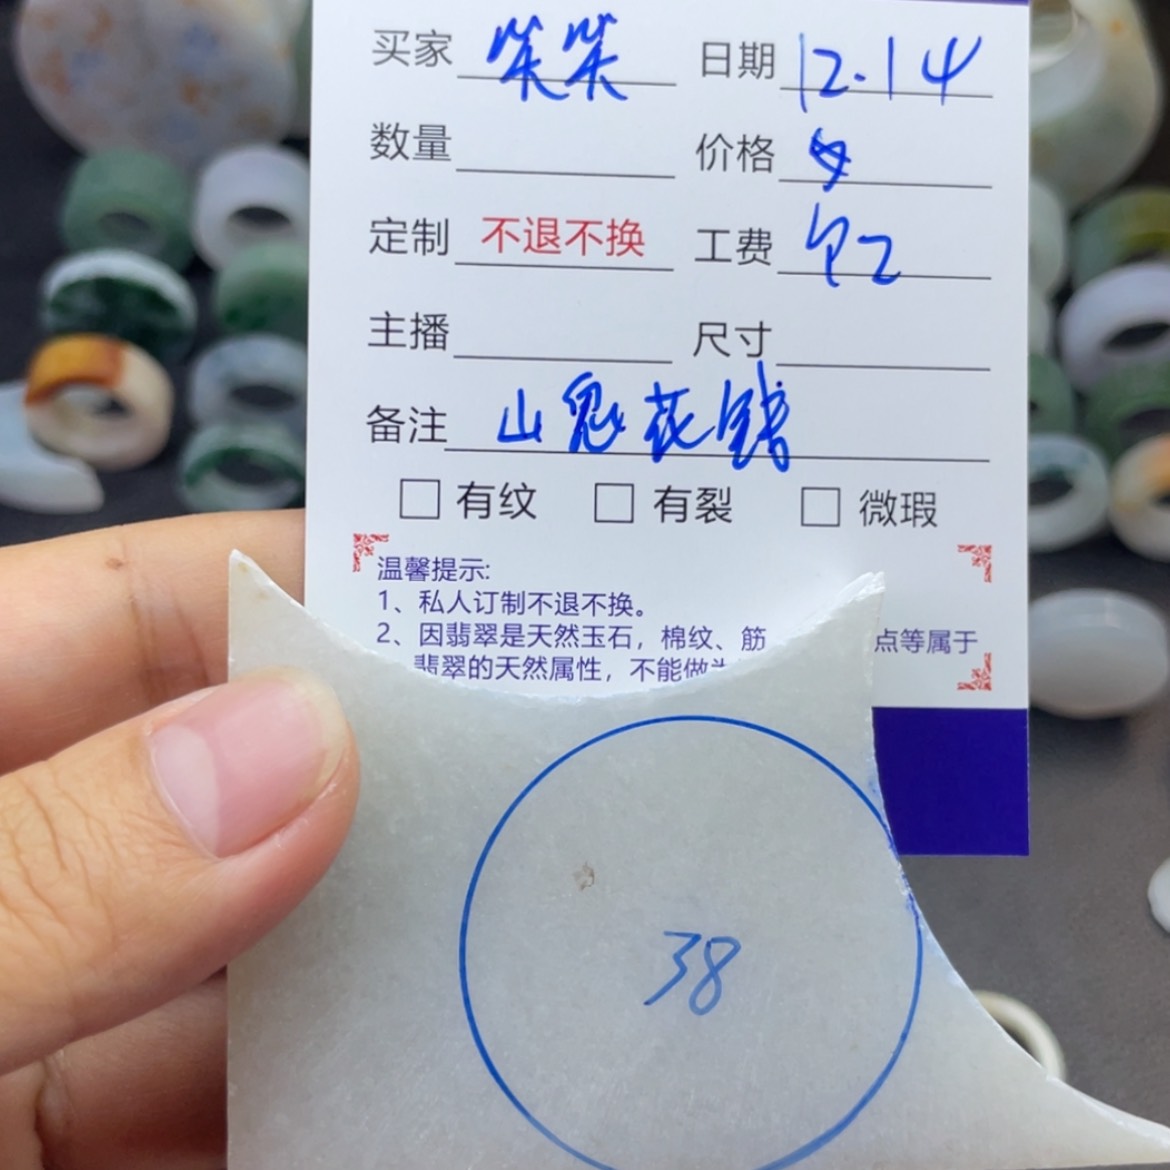 买家 笑笑 日期 12.14
数量 价格
定制 不退不换 工费
主播 尺寸
备注 山鬼花钱
有纹 有裂 微瑕
温馨提示:
1、私人订制不退不换。
2、因翡翠是天然玉石，棉纹、筋 点等属于
翡翠的天然属性，不能做
38